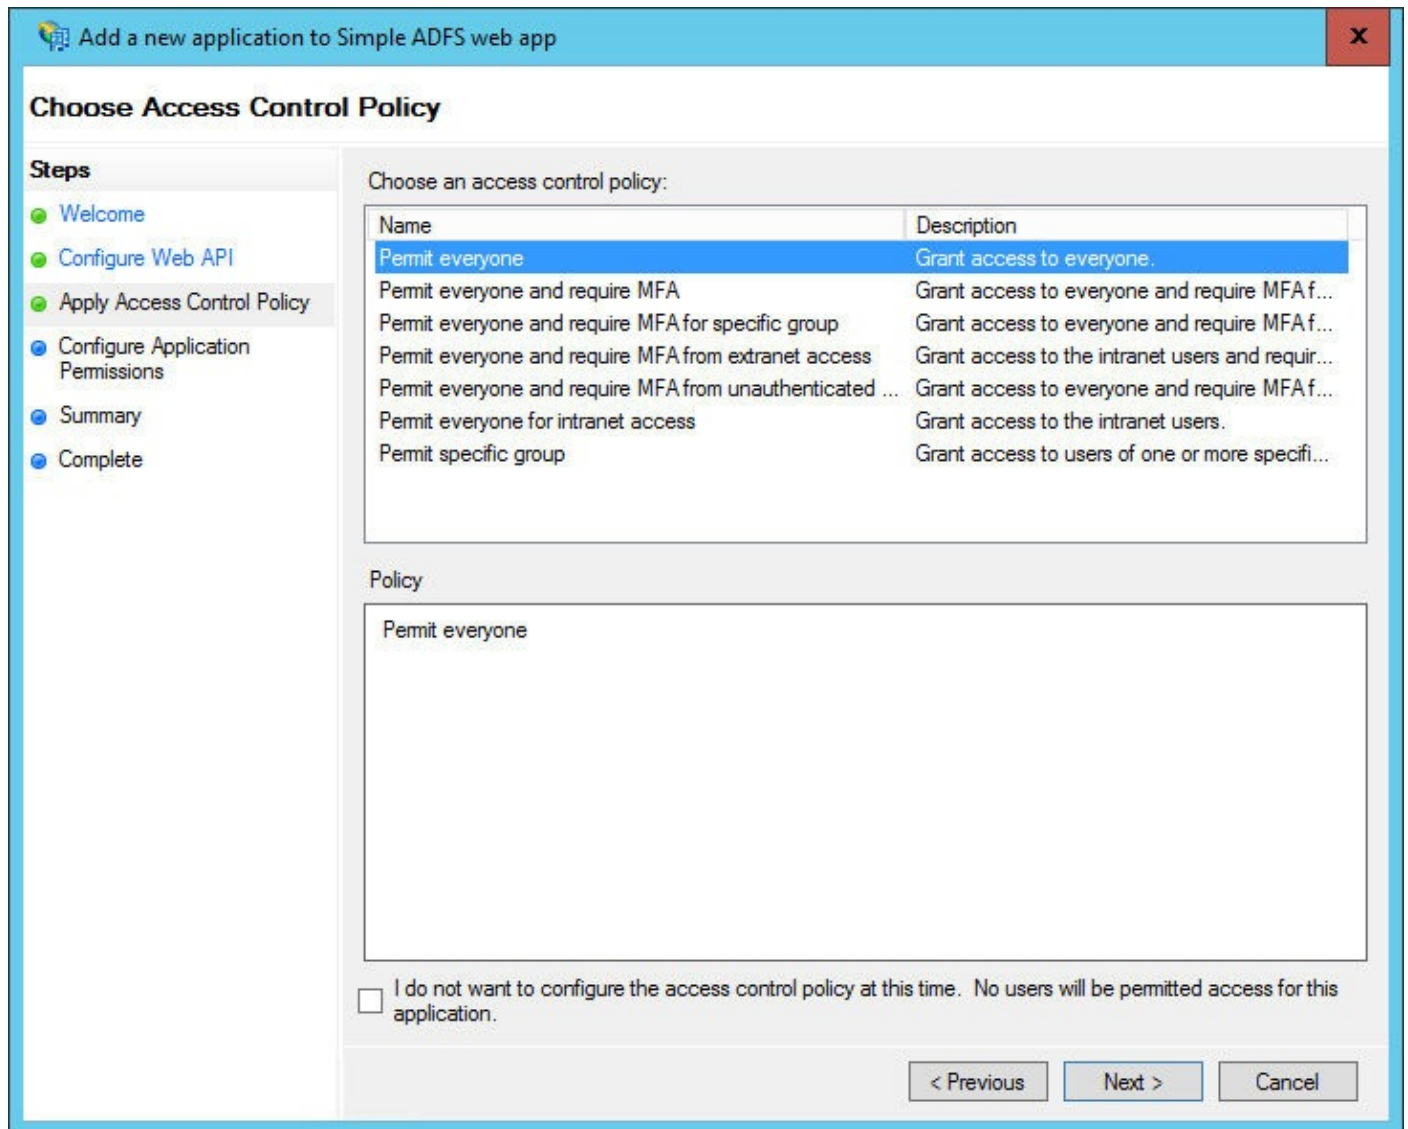 Add a new application to Simple ADFS web app
X
Choose Access Control Policy
Steps
Welcome
Configure Web API
Apply Access Control Policy
Configure Application
Permissions
Summary
Complete
Choose an access control policy:
Name Description
Permit everyone Grant access to everyone.
Permit everyone and require MFA Grant access to everyone and require MFA f...
Permit everyone and require MFA for specific group Grant access to everyone and require MFA f...
Permit everyone and require MFA from extranet access Grant access to the intranet users and requir...
Permit everyone and require MFA from unauthenticated ... Grant access to everyone and require MFA f...
Permit everyone for intranet access Grant access to the intranet users.
Permit specific group Grant access to users of one or more specifi...
Policy
Permit everyone
I do not want to configure the access control policy at this time. No users will be permitted access for this
application.
< Previous Next > Cancel